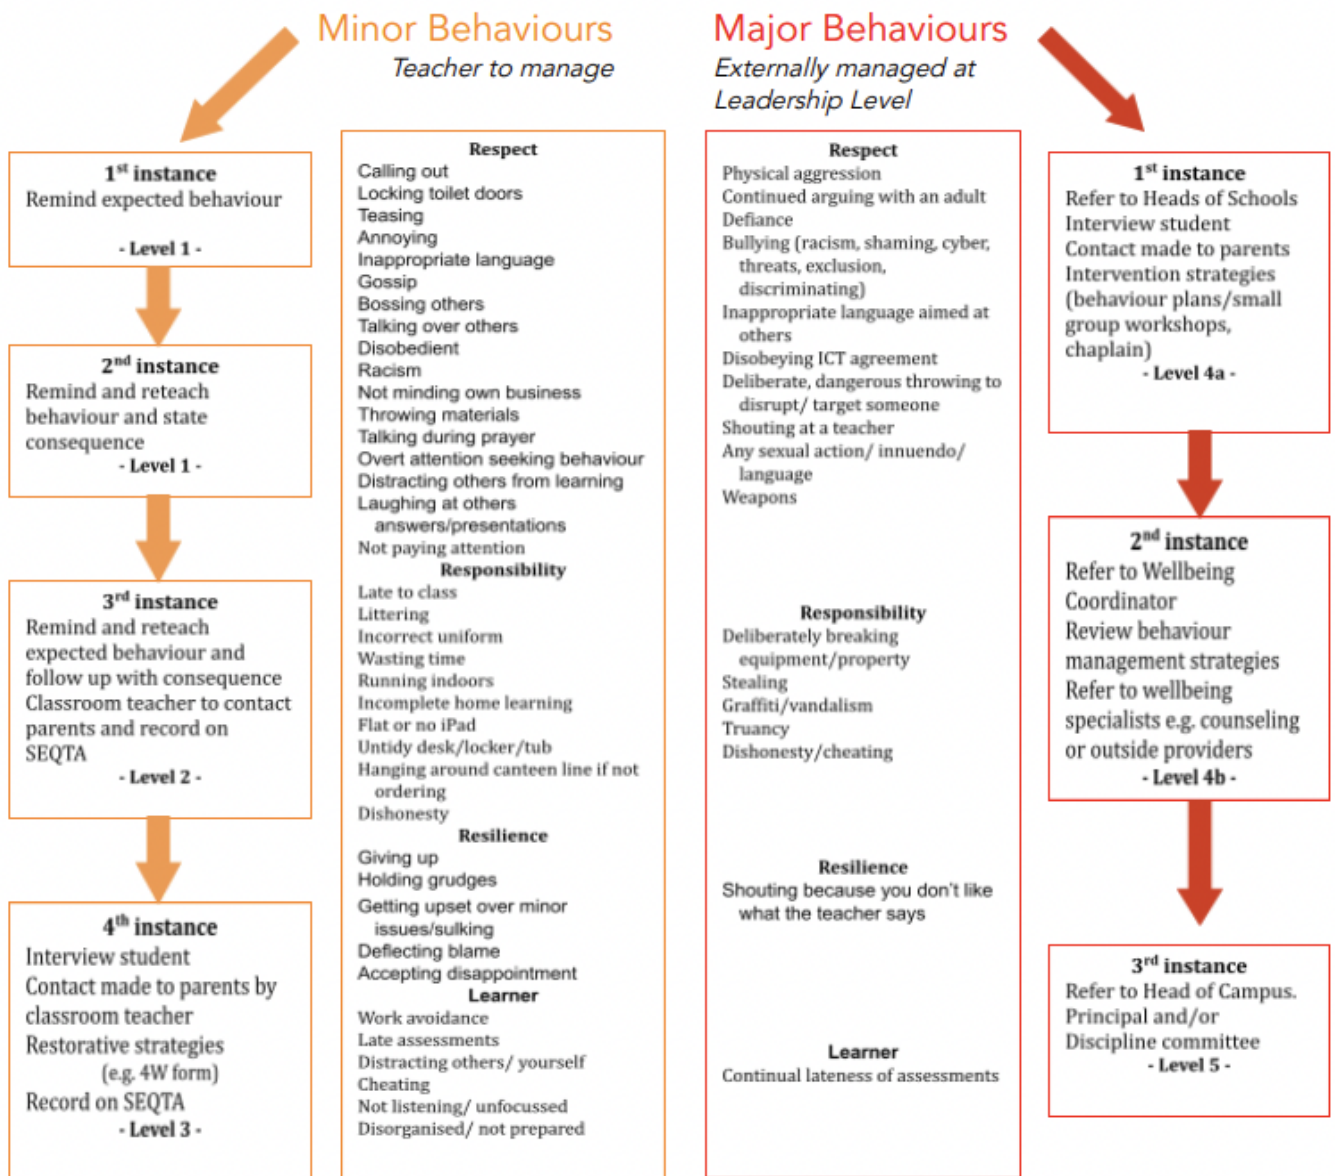 Minor Behaviours
Teacher to manage
1st instance
Remind expected behaviour
- Level 1 -
2nd instance
Remind and reteach
behaviour and state
consequence
- Level 1 -
3rd instance
Remind and reteach
expected behaviour and
follow up with consequence
Classroom teacher to contact
parents and record on
SEQTA
- Level 2 -
4th instance
Interview student
Contact made to parents by
classroom teacher
Restorative strategies
(e.g. 4W form)
Record on SEQTA
- Level 3 -
Respect
Calling out
Locking toilet doors
Teasing
Annoying
Inappropriate language
Gossip
Bossing others
Talking over others
Disobedient
Racism
Not minding own business
Throwing materials
Talking during prayer
Overt attention seeking behaviour
Distracting others from learning
Laughing at others
answers/presentations
Not paying attention
Responsibility
Late to class
Littering
Incorrect uniform
Wasting time
Running indoors
Incomplete home learning
Flat or no iPad
Untidy desk/locker/tub
Hanging around canteen line if not
ordering
Dishonesty
Resilience
Giving up
Holding grudges
Getting upset over minor
issues/sulking
Deflecting blame
Accepting disappointment
Learner
Work avoidance
Late assessments
Distracting others/ yourself
Cheating
Not listening/ unfocussed
Disorganised/ not prepared
Major Behaviours
Externally managed at
Leadership Level
Respect
Physical aggression
Continued arguing with an adult
Defiance
Bullying (racism, shaming, cyber,
threats, exclusion,
discriminating)
Inappropriate language aimed at
others
Disobeying ICT agreement
Deliberate, dangerous throwing to
disrupt/ target someone
Shouting at a teacher
Any sexual action/ innuendo/
language
Weapons
Responsibility
Deliberately breaking
equipment/property
Stealing
Graffiti/vandalism
Truancy
Dishonesty/cheating
Resilience
Shouting because you don't like
what the teacher says
Learner
Continual lateness of assessments
1st instance
Refer to Heads of Schools
Interview student
Contact made to parents
Intervention strategies
(behaviour plans/small
group workshops,
chaplain)
- Level 4a -
2nd instance
Refer to Wellbeing
Coordinator
Review behaviour
management strategies
Refer to wellbeing
specialists e.g. counseling
or outside providers
- Level 4b -
3rd instance
Refer to Head of Campus.
Principal and/or
Discipline committee
- Level 5 -